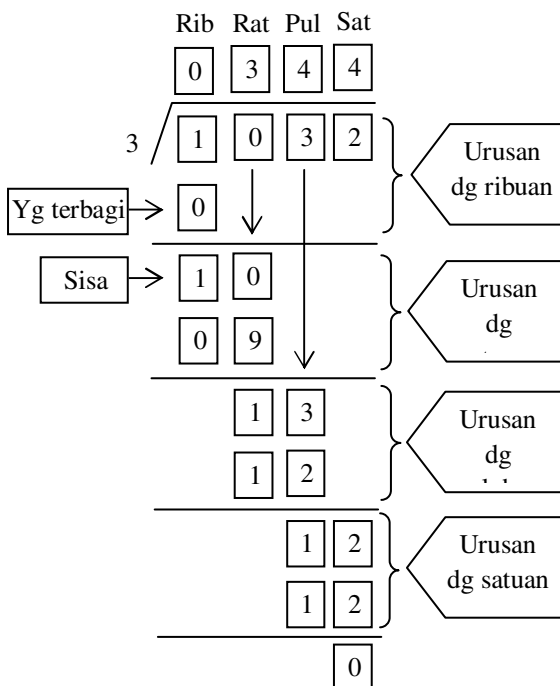 Rib Rat Pul Sat
0 3 4 4
3 1 0 3 2
Urusan
dg ribuan
Yg terbagi 0
Sisa 1 0
0 9
Urusan
dg
1 3
1 2
Urusan
dg
1 2
1 2
Urusan
dg satuan
0